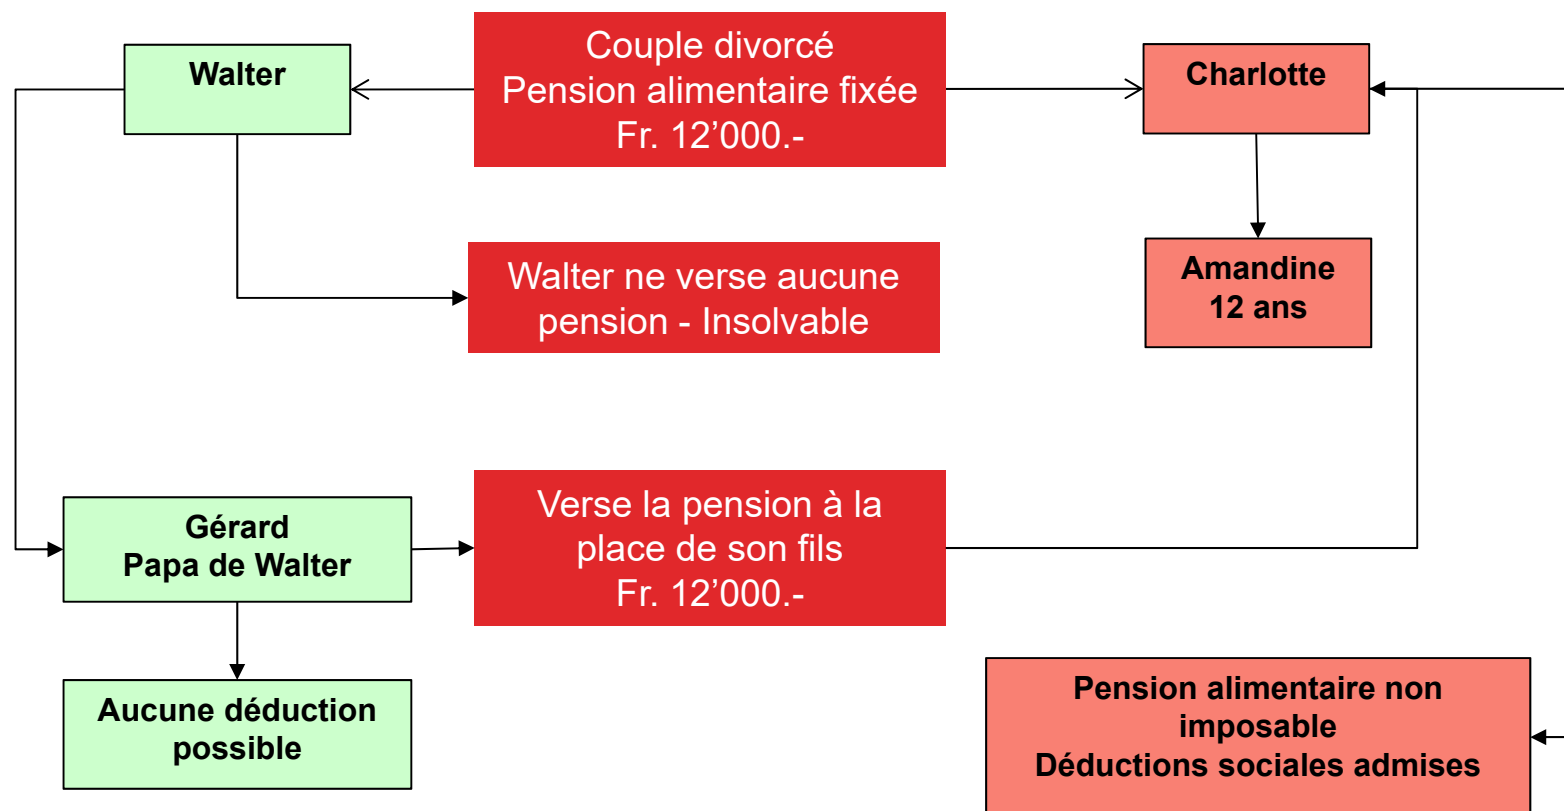 Walter
Couple divorcé
Pension alimentaire fixée
Fr. 12’000.-
Charlotte
Walter ne verse aucune
pension - Insolvable
Amandine
12 ans
Gérard
Papa de Walter
Verse la pension à la
place de son fils
Fr. 12’000.-
Aucune déduction
possible
Pension alimentaire non
imposable
Déductions sociales admises